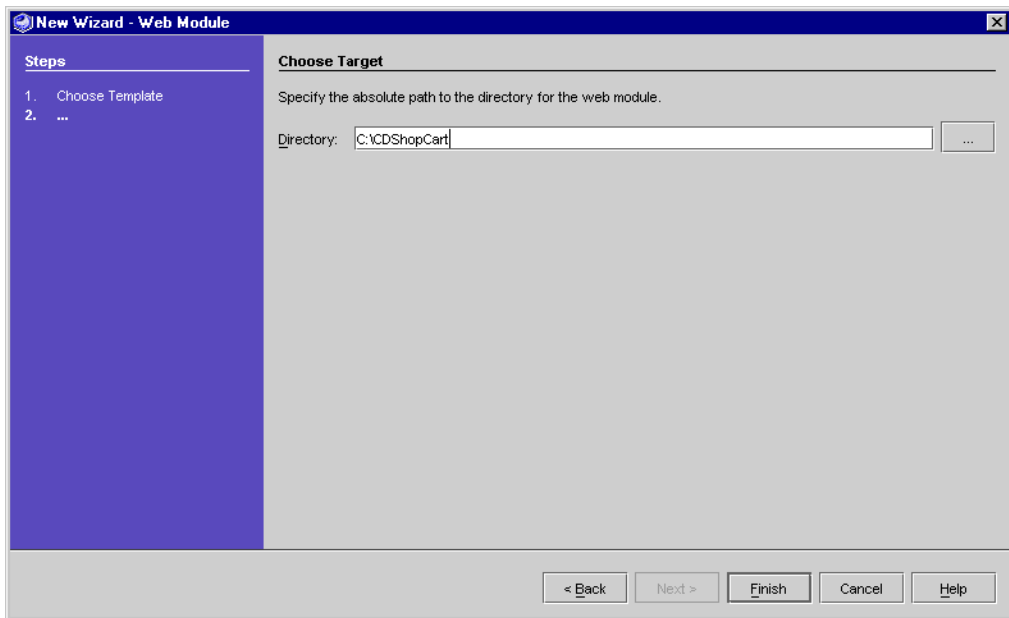 New Wizard - Web Module
Steps
1. Choose Template
2. ...
Choose Target
Specify the absolute path to the directory for the web module.
Directory: C:\CDShopCart ...
< Back Next > Finish Cancel Help